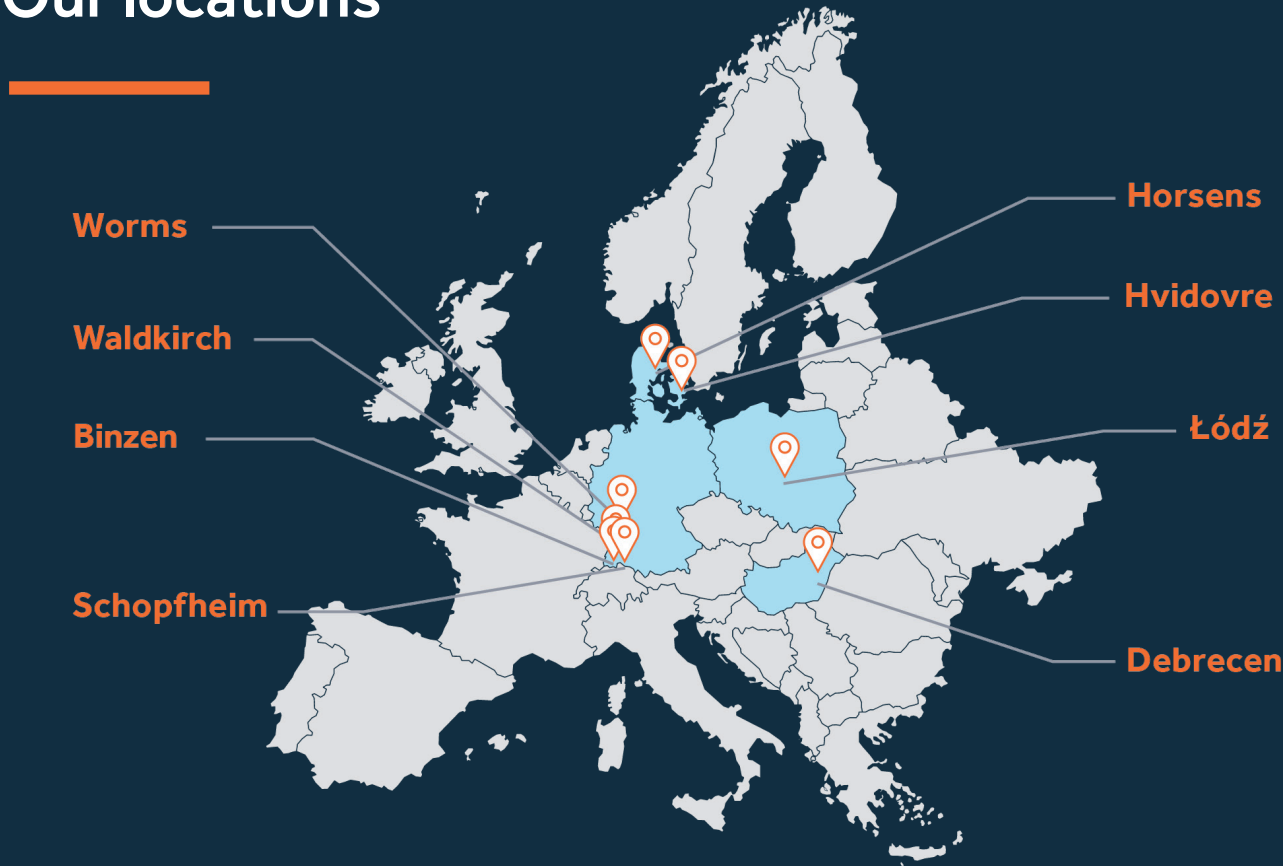 Our locations
Worms
Waldkirch
Binzen
Schopfheim
Horsens
Hvidovre
Łódź
Debrecen